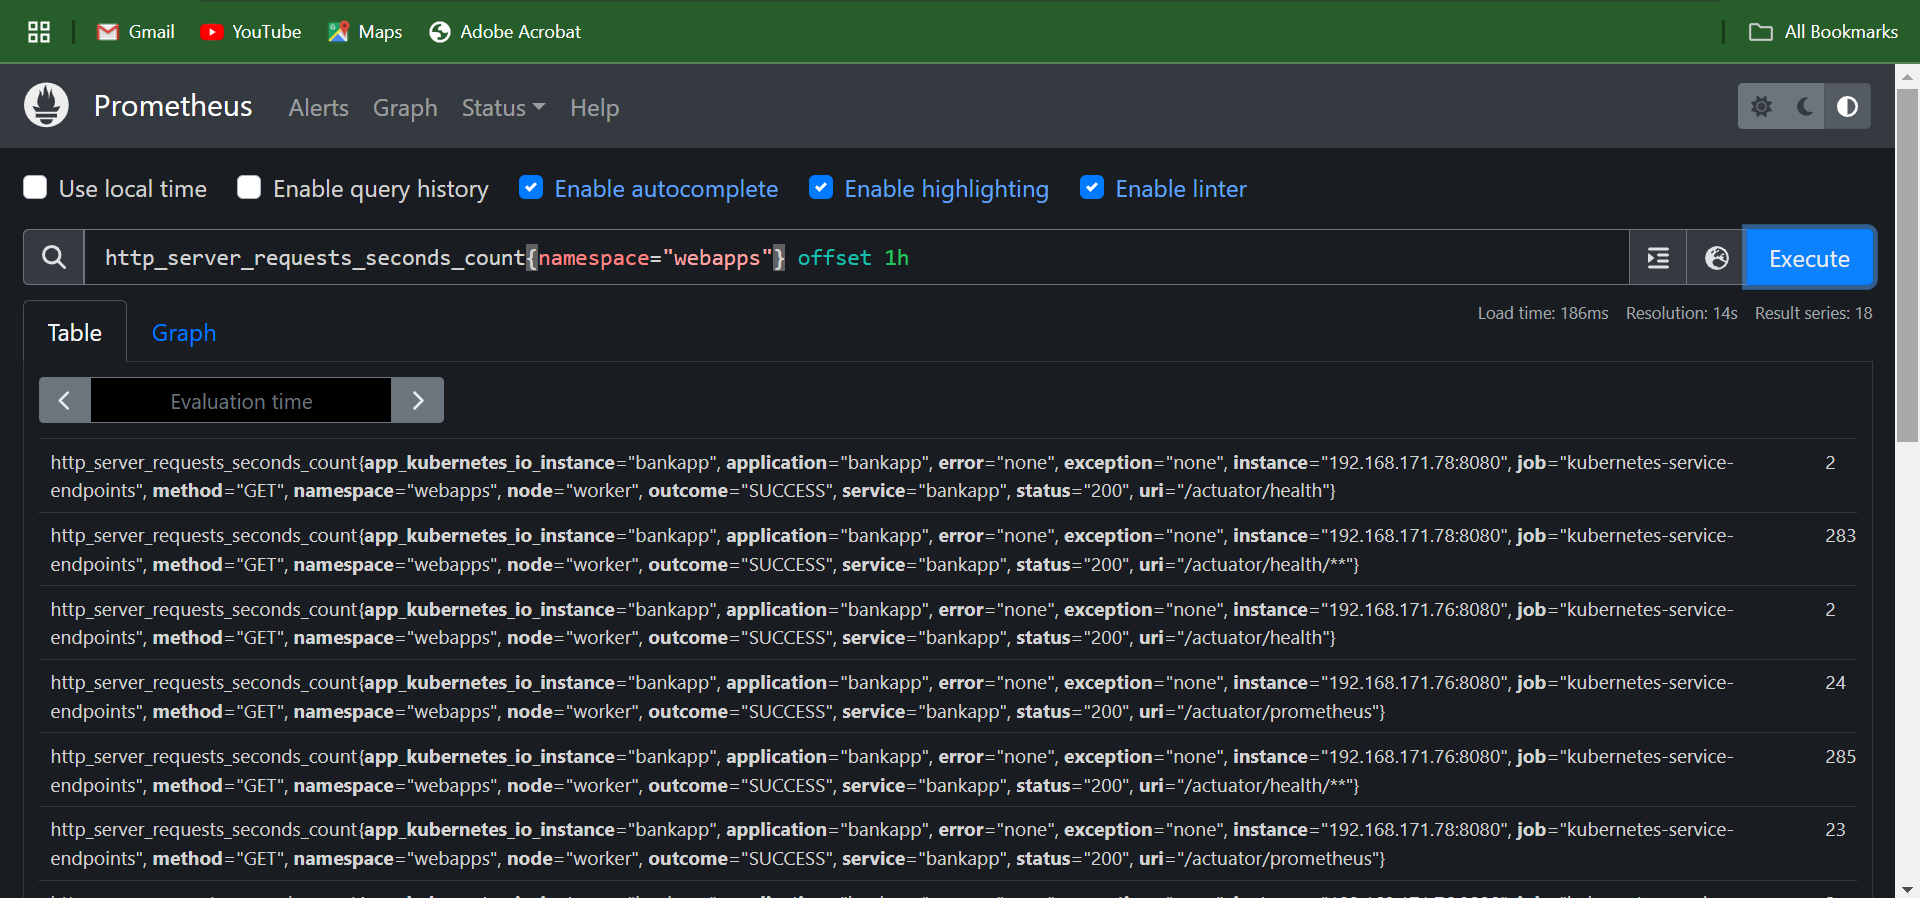 Gmail YouTube Maps Adobe Acrobat All Bookmarks
Prometheus Alerts Graph Status Help
Use local time Enable query history Enable autocomplete Enable highlighting Enable linter
http_server_requests_seconds_count{namespace="webapps"} offset 1h Execute
Load time: 186ms Resolution: 14s Result series: 18
Table Graph
Evaluation time
http_server_requests_seconds_count{app_kubernetes_io_instance="bankapp", application="bankapp", error="none", exception="none", instance="192.168.171.78:8080", job="kubernetes-service- 2
endpoints", method="GET", namespace="webapps", node="worker", outcome="SUCCESS", service="bankapp", status="200", uri="/actuator/health"}
http_server_requests_seconds_count{app_kubernetes_io_instance="bankapp", application="bankapp", error="none", exception="none", instance="192.168.171.78:8080", job="kubernetes-service- 283
endpoints", method="GET", namespace="webapps", node="worker", outcome="SUCCESS", service="bankapp", status="200", uri="/actuator/health/**"}
http_server_requests_seconds_count{app_kubernetes_io_instance="bankapp", application="bankapp", error="none", exception="none", instance="192.168.171.76:8080", job="kubernetes-service- 2
endpoints", method="GET", namespace="webapps", node="worker", outcome="SUCCESS", service="bankapp", status="200", uri="/actuator/health"}
http_server_requests_seconds_count{app_kubernetes_io_instance="bankapp", application="bankapp", error="none", exception="none", instance="192.168.171.76:8080", job="kubernetes-service- 24
endpoints", method="GET", namespace="webapps", node="worker", outcome="SUCCESS", service="bankapp", status="200", uri="/actuator/prometheus"}
http_server_requests_seconds_count{app_kubernetes_io_instance="bankapp", application="bankapp", error="none", exception="none", instance="192.168.171.76:8080", job="kubernetes-service- 285
endpoints", method="GET", namespace="webapps", node="worker", outcome="SUCCESS", service="bankapp", status="200", uri="/actuator/health/**"}
http_server_requests_seconds_count{app_kubernetes_io_instance="bankapp", application="bankapp", error="none", exception="none", instance="192.168.171.78:8080", job="kubernetes-service- 23
endpoints", method="GET", namespace="webapps", node="worker", outcome="SUCCESS", service="bankapp", status="200", uri="/actuator/prometheus"}